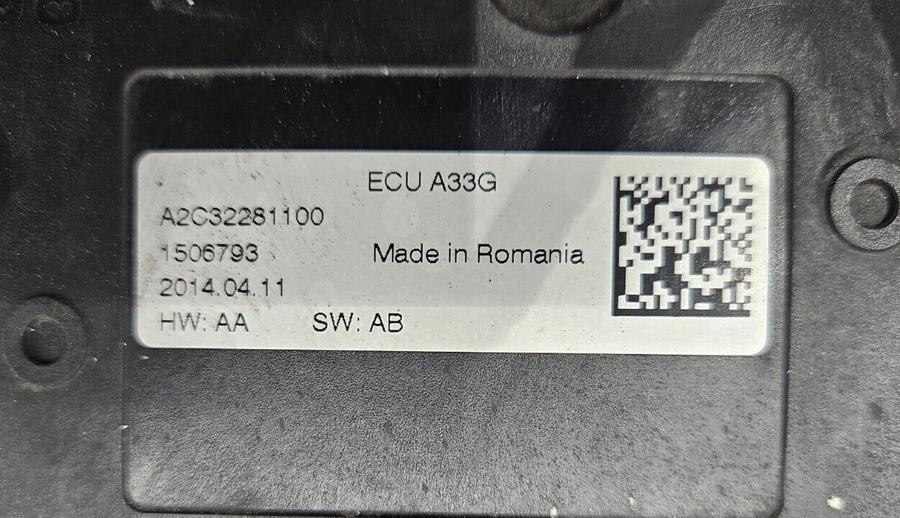 ECU A33G
A2C32281100
1506793 Made in Romania
2014.04.11
HW: AA SW: AB